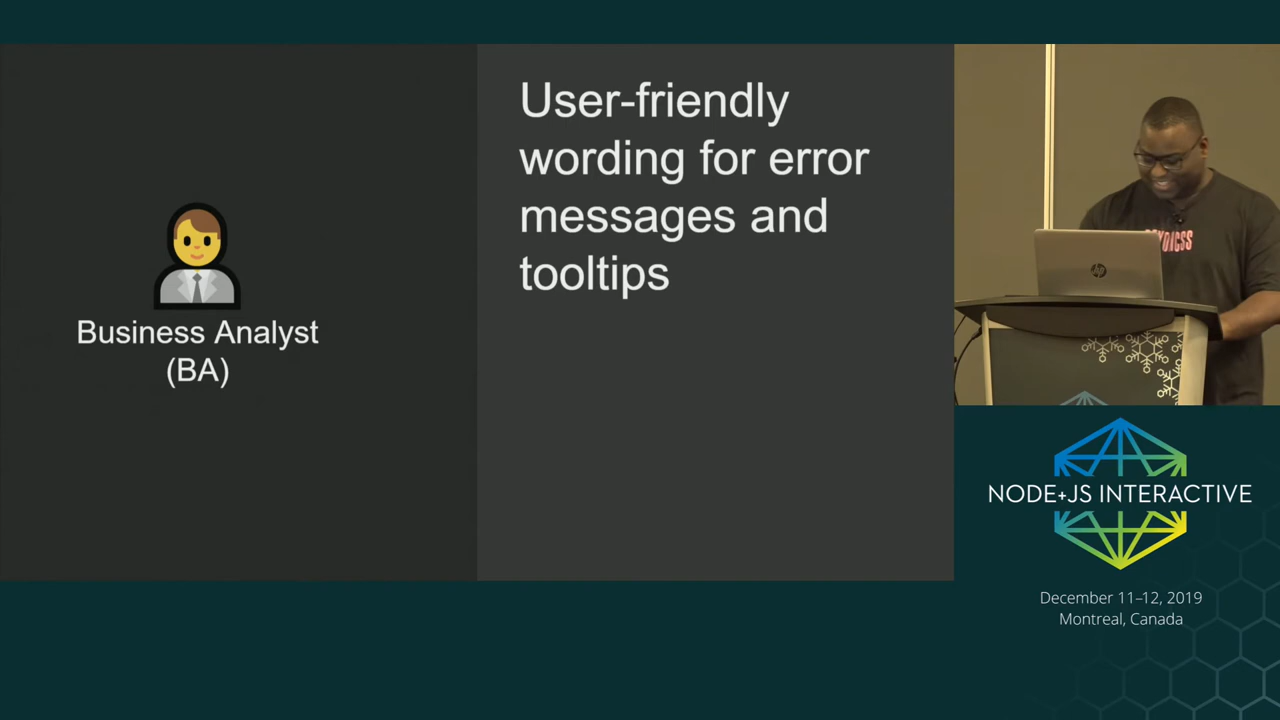 User-friendly
wording for error
messages and
tooltips
Business Analyst
(BA)
hp
NODE+JS INTERACTIVE
December 11–12, 2019
Montreal, Canada